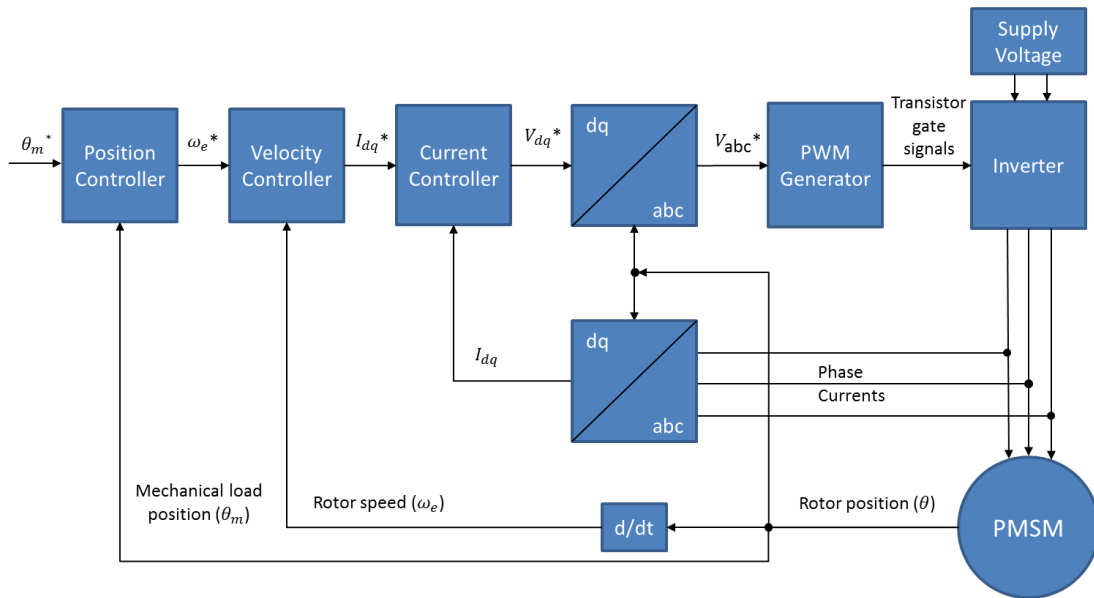 Supply
Voltage
θm*
Position
Controller
ωe*
Velocity
Controller
Idq*
Current
Controller
Vdq*
dq
abc
Vabc*
PWM
Generator
Transistor
gate
signals
Inverter
dq
abc
Idq
Phase
Currents
Mechanical load
position (θm)
Rotor speed (ωe)
d/dt
Rotor position (θ)
PMSM